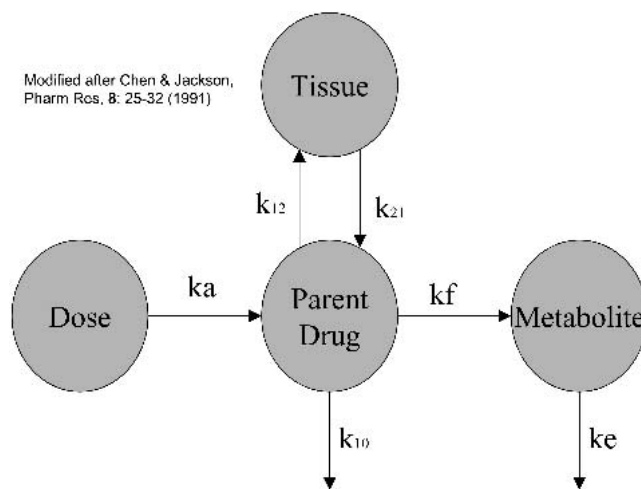 Modified after Chen & Jackson,
Pharm Res, 8: 25-32 (1991)
Tissue
k12
k21
Dose
ka
Parent
Drug
kf
Metabolite
k10
ke